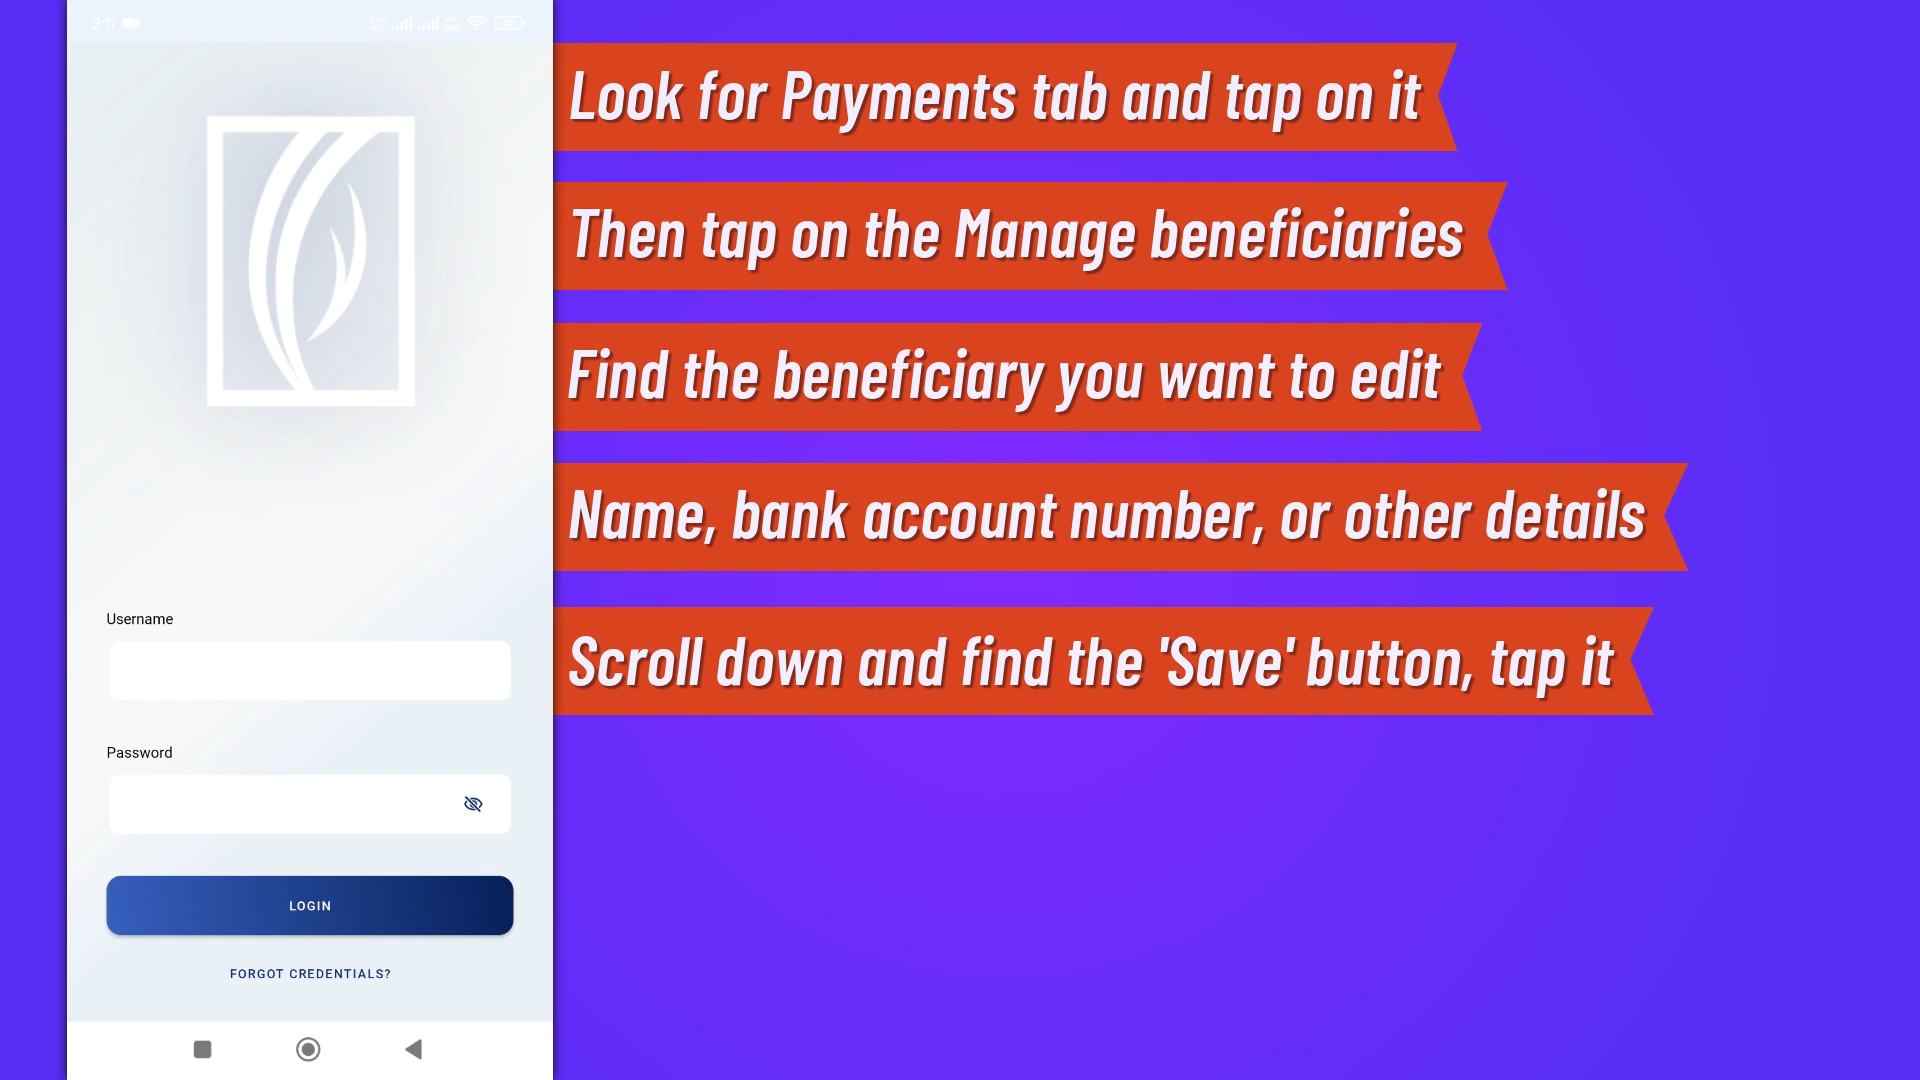 3:11
Look for Payments tab and tap on it
Then tap on the Manage beneficiaries
Find the beneficiary you want to edit
Name, bank account number, or other details
Scroll down and find the 'Save' button, tap it
Username
Password
LOGIN
FORGOT CREDENTIALS?